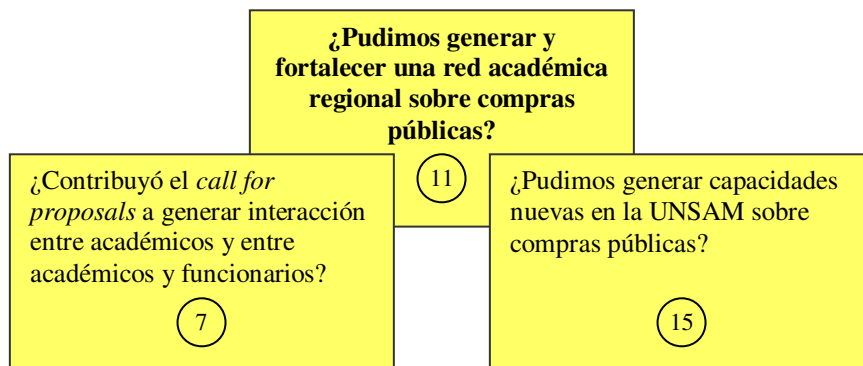 ¿Pudimos generar y
fortalecer una red académica
regional sobre compras
públicas?
11
¿Contribuyó el call for
proposals a generar interacción
entre académicos y entre
académicos y funcionarios?
7
¿Pudimos generar capacidades
nuevas en la UNSAM sobre
compras públicas?
15